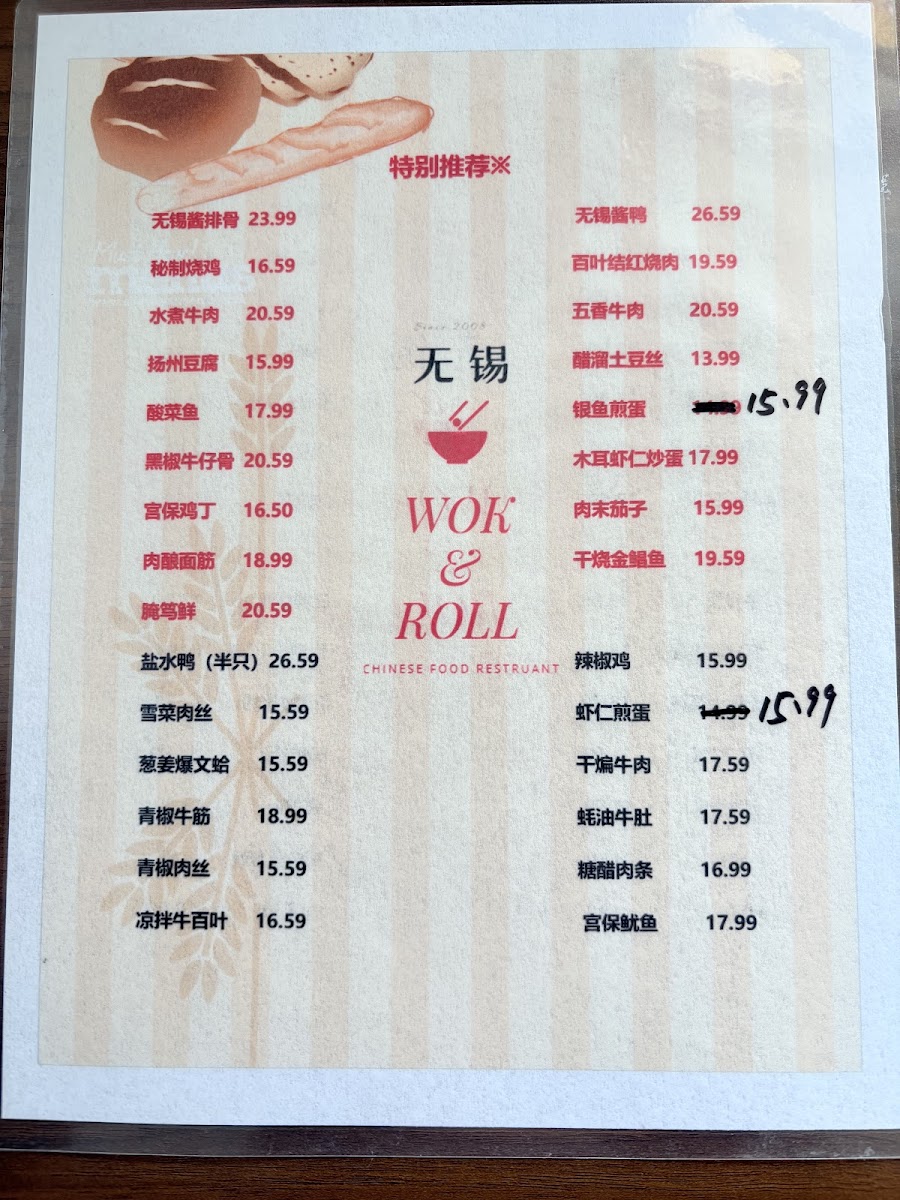 特别推荐※
无锡酱排骨 23.99
秘制烧鸡 16.59
水煮牛肉 20.59
扬州豆腐 15.99
酸菜鱼 17.99
黑椒牛仔骨 20.59
宫保鸡丁 16.50
肉酿面筋 18.99
腌笃鲜 20.59
盐水鸭（半只）26.59
雪菜肉丝 15.59
葱姜爆文蛤 15.59
青椒牛筋 18.99
青椒肉丝 15.59
凉拌牛百叶 16.59
Since 2008
无锡
WOK
&
ROLL
CHINESE FOOD RESTRUANT
无锡酱鸭 26.59
百叶结红烧肉 19.59
五香牛肉 20.59
醋溜土豆丝 13.99
银鱼煎蛋 15.99
木耳虾仁炒蛋 17.99
肉末茄子 15.99
干烧金鲳鱼 19.59
辣椒鸡 15.99
虾仁煎蛋 14.99 15.99
干煸牛肉 17.59
蚝油牛肚 17.59
糖醋肉条 16.99
宫保鱿鱼 17.99